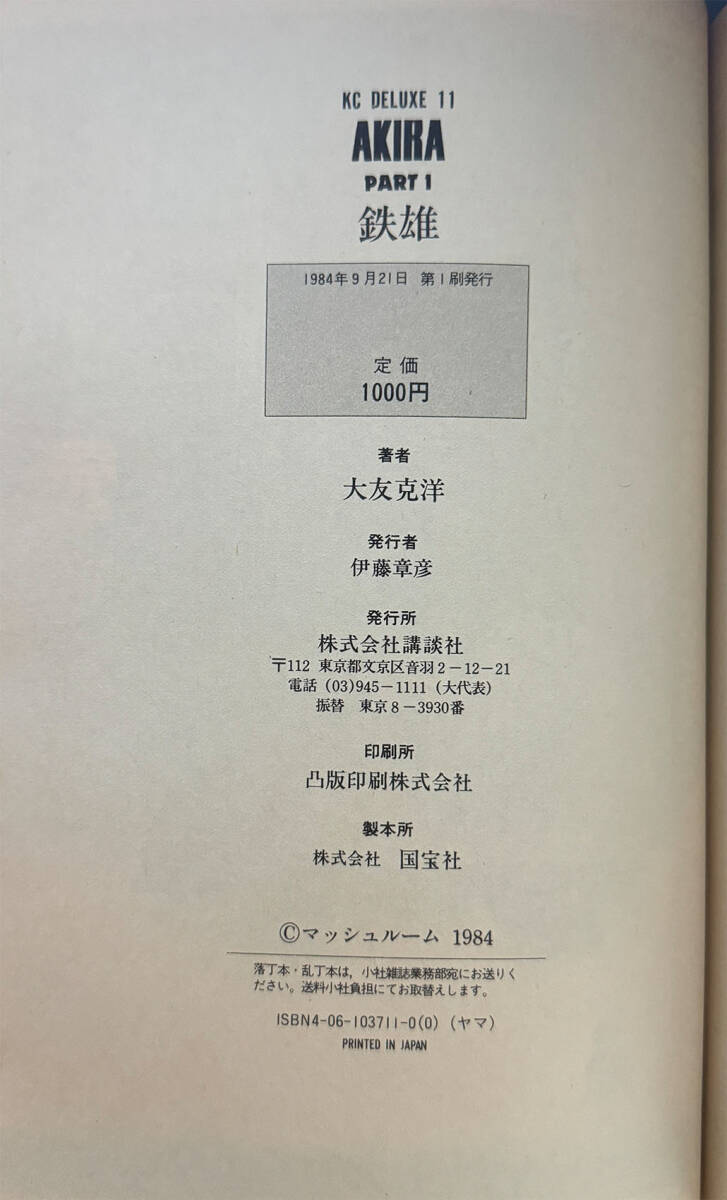 KC DELUXE 11
AKIRA
PART 1
鉄雄
1984年9月21日 第1刷発行
定価
1000円
著者
大友克洋
発行者
伊藤章彦
発行所
株式会社講談社
〒112 東京都文京区音羽2-12-21
電話 (03)945-1111 (大代表)
振替 東京8-3930番
印刷所
凸版印刷株式会社
製本所
株式会社 国宝社
©マッシュルーム 1984
落丁本・乱丁本は，小社雑誌業務部宛にお送りく
ださい。送料小社負担にてお取替えします。
ISBN4-06-103711-0(0) (ヤマ)
PRINTED IN JAPAN